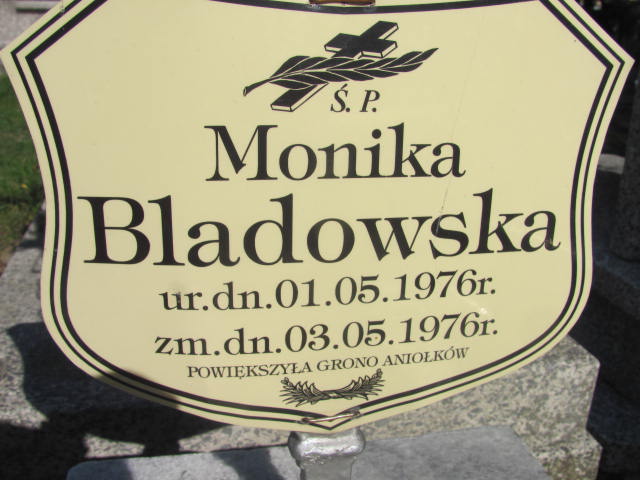 Ś. P.
Monika
Bladowska
ur.dn.01.05.1976r.
zm.dn.03.05.1976r.
POWIĘKSZYŁA GRONO ANIOŁKÓW